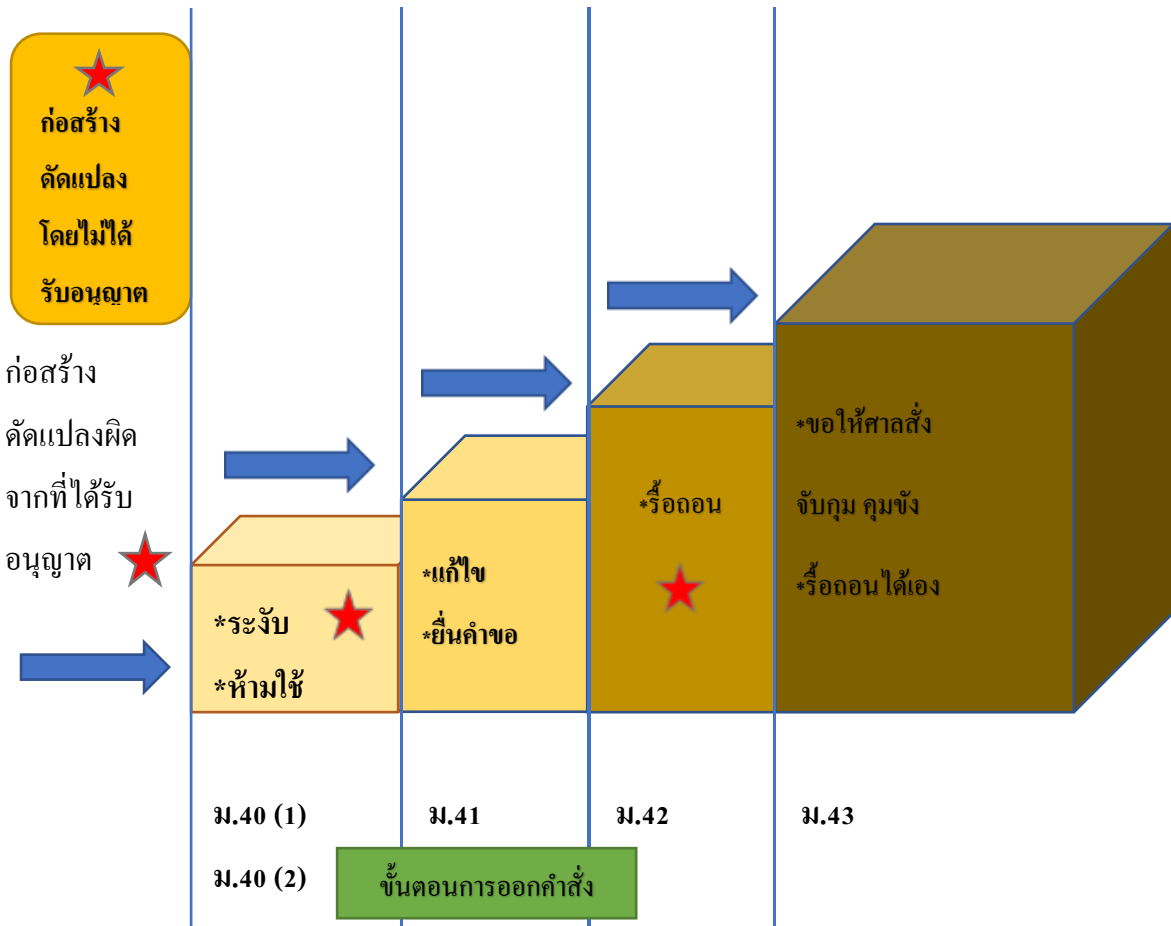 ก่อสร้าง
ดัดแปลง
โดยไม่ได้
รับอนุญาต
ก่อสร้าง
ดัดแปลงผิด
จากที่ได้รับ
อนุญาต
*ระงับ
*ห้ามใช้
*แก้ไข
*ยื่นคำขอ
*รื้อถอน
*ขอให้ศาลสั่ง
จับกุม คุมขัง
*รื้อถอนได้เอง
ม.40 (1)
ม.41
ม.42
ม.43
ม.40 (2)
ขั้นตอนการออกคำสั่ง